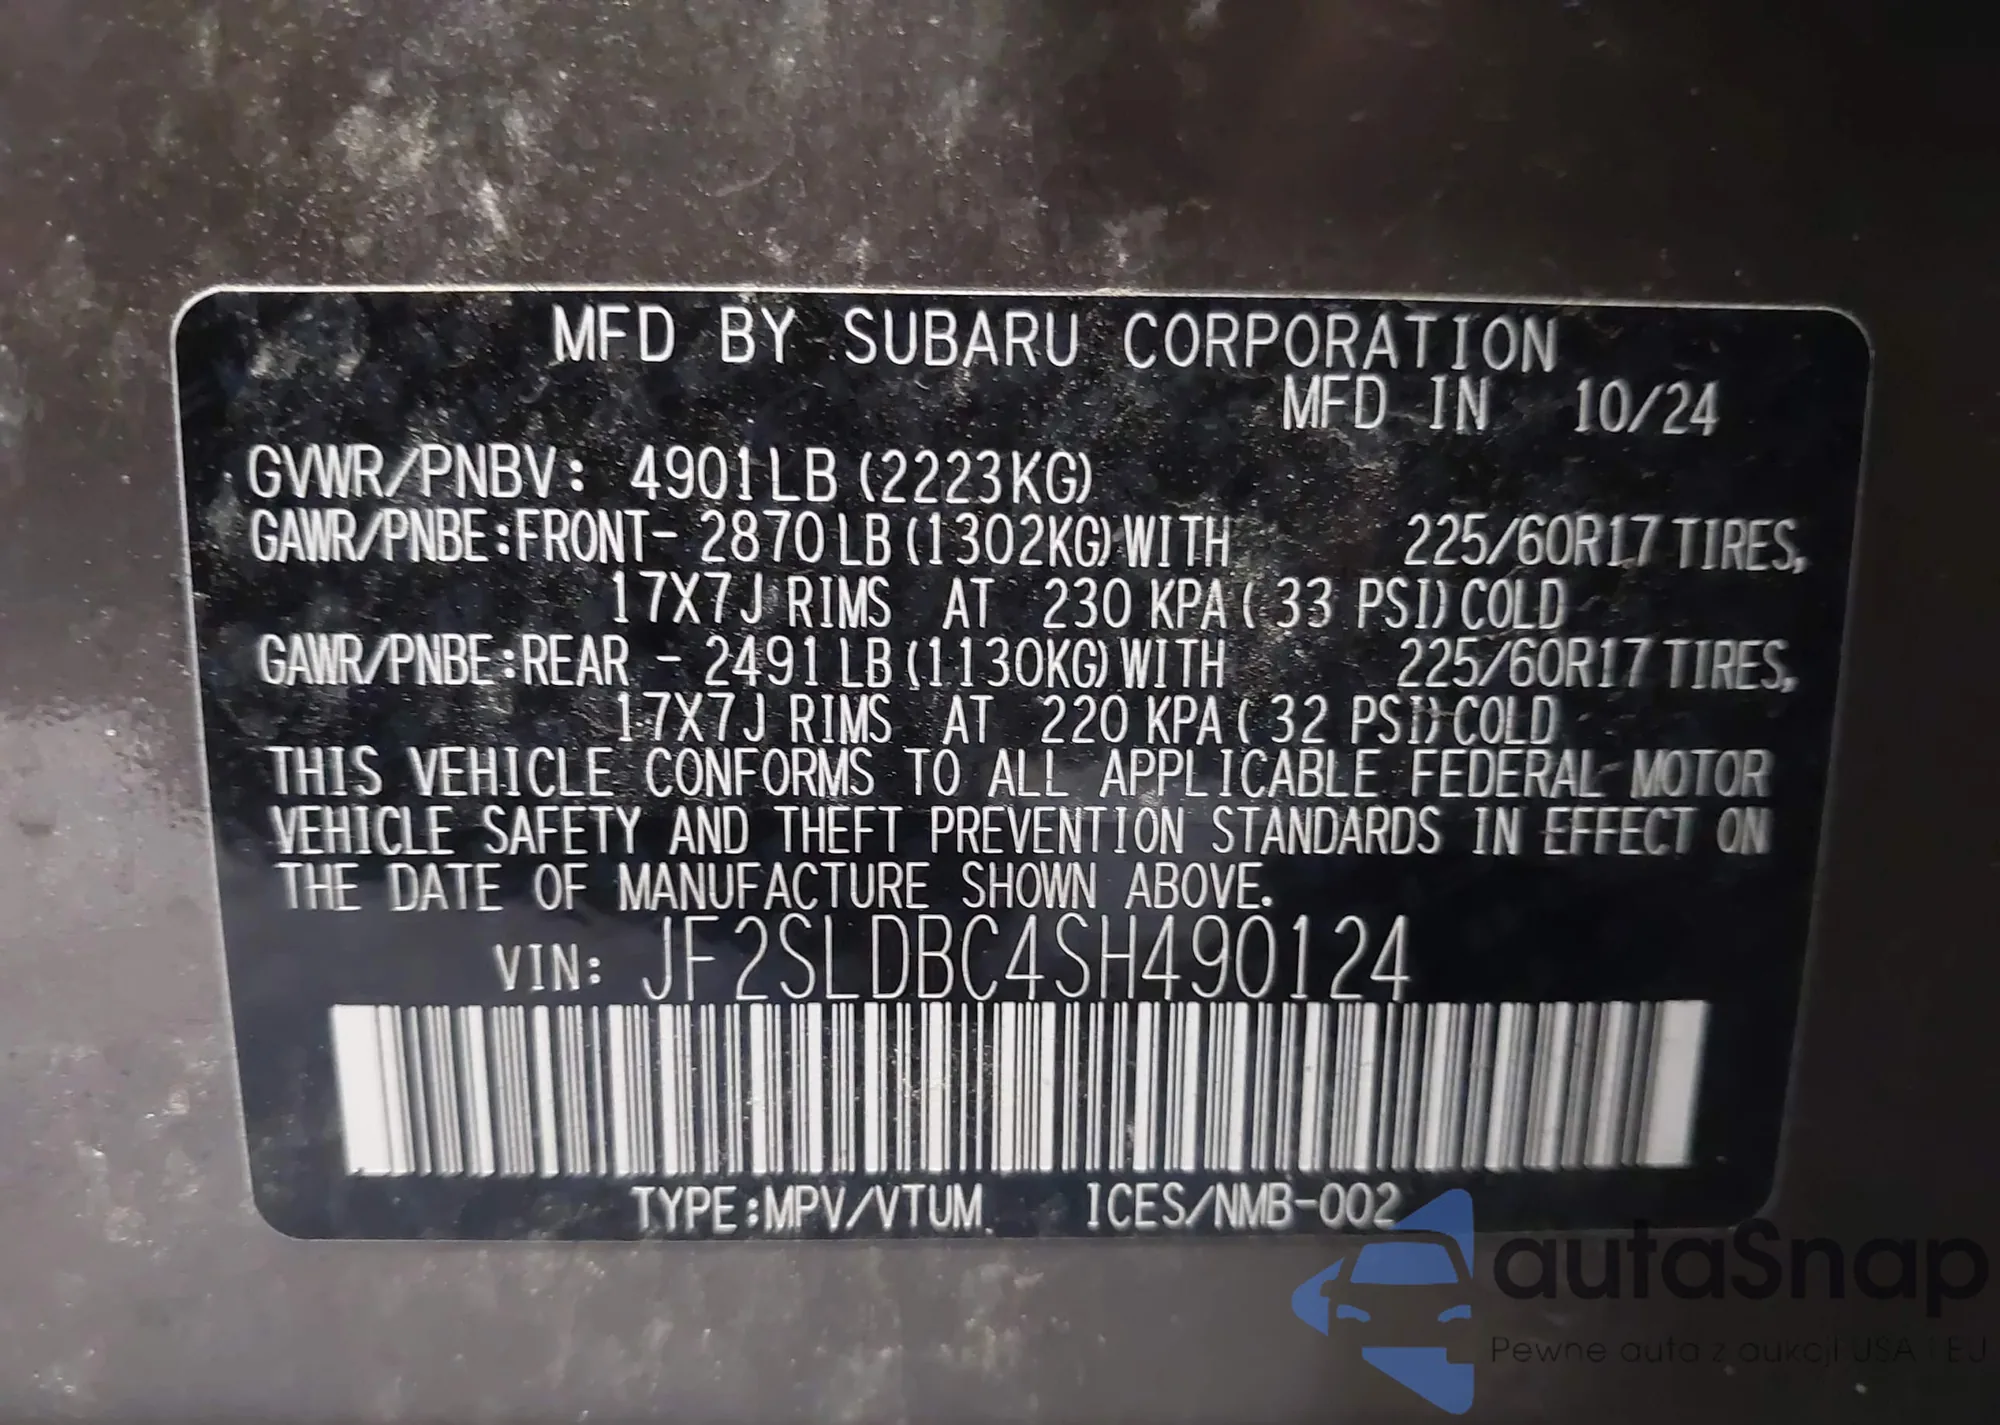 MFD BY SUBARU CORPORATION
MFD IN 10/24
GVWR/PNBV: 4901LB (2223KG)
GAWR/PNBE:FRONT- 2870LB(1302KG)WITH 225/60R17 TIRES,
17X7J RIMS AT 230 KPA( 33 PSI)COLD
GAWR/PNBE:REAR - 2491LB(1130KG)WITH 225/60R17 TIRES,
17X7J RIMS AT 220 KPA( 32 PSI)COLD
THIS VEHICLE CONFORMS TO ALL APPLICABLE FEDERAL MOTOR
VEHICLE SAFETY AND THEFT PREVENTION STANDARDS IN EFFECT ON
THE DATE OF MANUFACTURE SHOWN ABOVE.
VIN: JF2SLDBC4SH490124
TYPE:MPV/VTUM ICES/NMB-002
autaSnap
Pewne auta z aukcji USA i EU